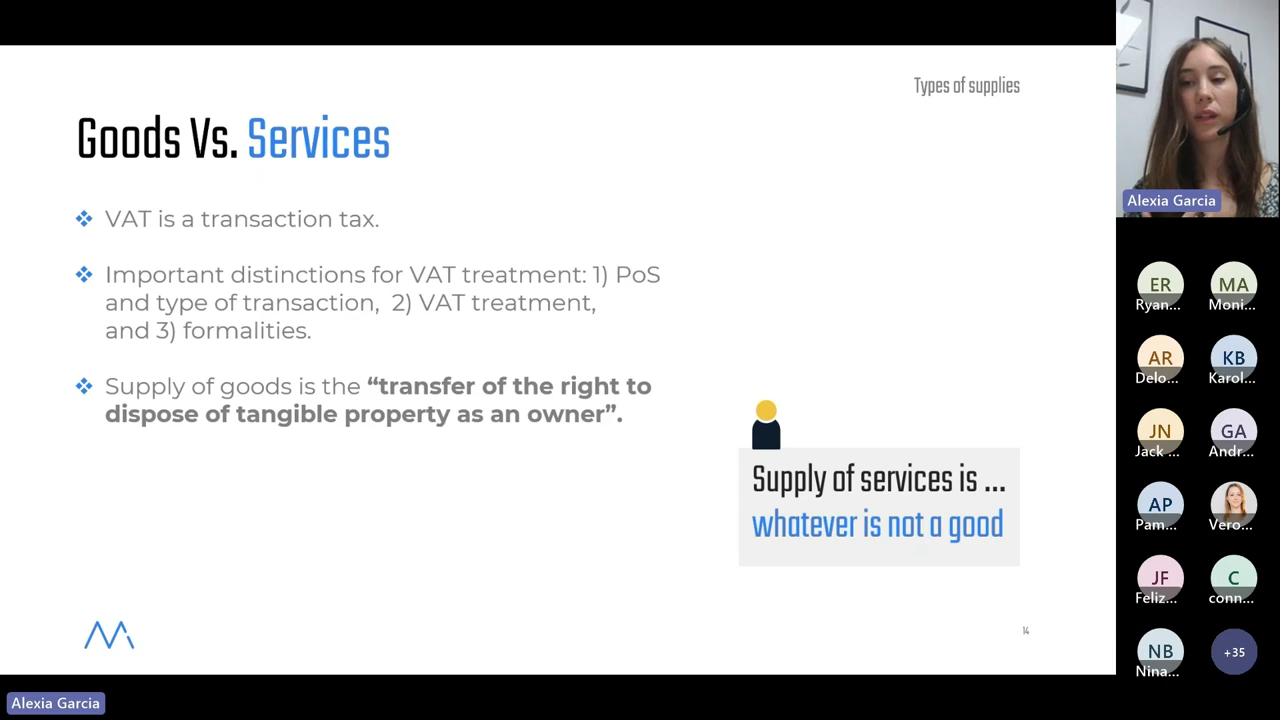 Types of supplies
Goods Vs. Services
VAT is a transaction tax.
Important distinctions for VAT treatment: 1) PoS
and type of transaction, 2) VAT treatment,
and 3) formalities.
Supply of goods is the “transfer of the right to
dispose of tangible property as an owner”.
Supply of services is ...
whatever is not a good
14
Alexia Garcia
ER
Ryan...
MA
Moni...
AR
Delo...
KB
Karol...
JN
Jack ...
GA
Andr...
AP
Pam...
Vero...
JF
Feliz...
C
conn...
NB
Nina...
+35
Alexia Garcia